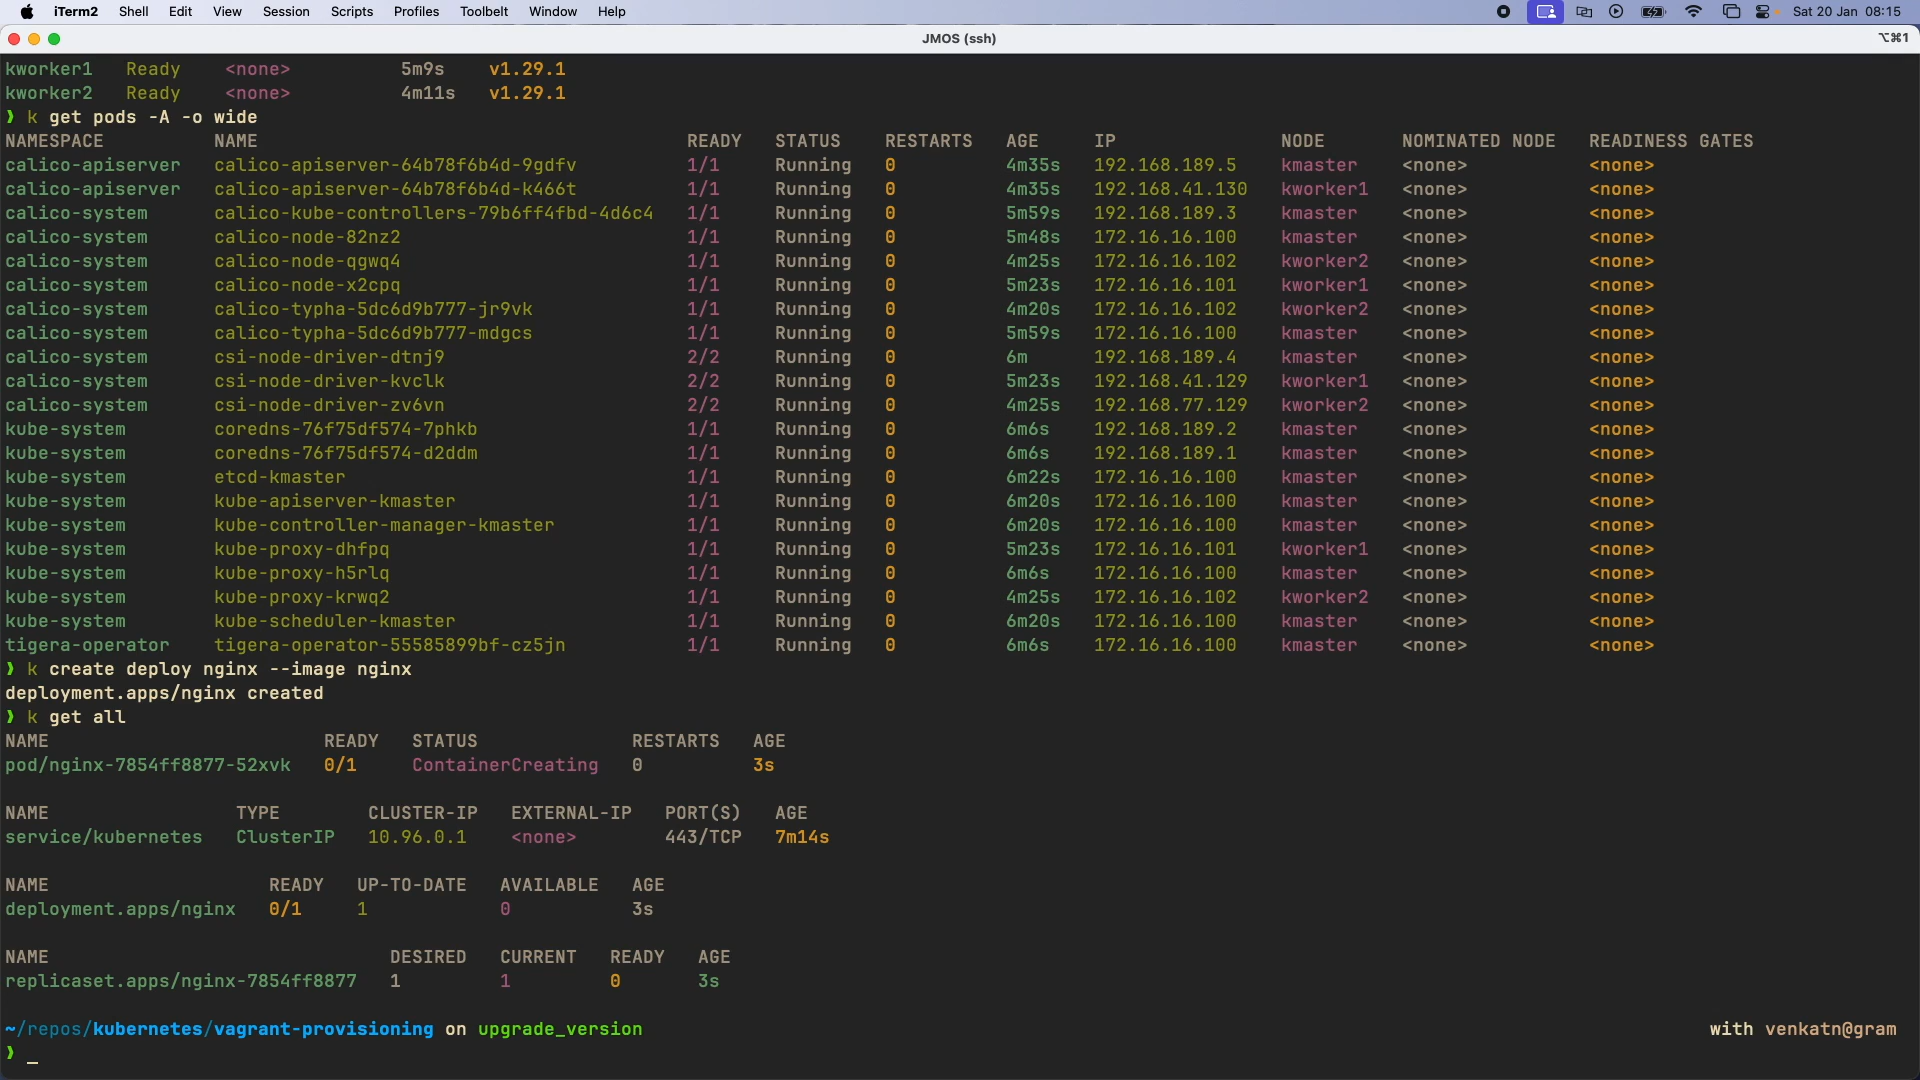 iTerm2 Shell Edit View Session Scripts Profiles Toolbelt Window Help Sat 20 Jan 08:15
JMOS (ssh) ⌥⌘1
kworker1 Ready <none> 5m9s v1.29.1
kworker2 Ready <none> 4m11s v1.29.1
❯ k get pods -A -o wide
NAMESPACE NAME READY STATUS RESTARTS AGE IP NODE NOMINATED NODE READINESS GATES
calico-apiserver calico-apiserver-64b78f6b4d-9gdfv 1/1 Running 0 4m35s 192.168.189.5 kmaster <none> <none>
calico-apiserver calico-apiserver-64b78f6b4d-k466t 1/1 Running 0 4m35s 192.168.41.130 kworker1 <none> <none>
calico-system calico-kube-controllers-79b6ff4fbd-4d6c4 1/1 Running 0 5m59s 192.168.189.3 kmaster <none> <none>
calico-system calico-node-82nz2 1/1 Running 0 5m48s 172.16.16.100 kmaster <none> <none>
calico-system calico-node-qgwq4 1/1 Running 0 4m25s 172.16.16.102 kworker2 <none> <none>
calico-system calico-node-x2cpq 1/1 Running 0 5m23s 172.16.16.101 kworker1 <none> <none>
calico-system calico-typha-5dc6d9b777-jr9vk 1/1 Running 0 4m20s 172.16.16.102 kworker2 <none> <none>
calico-system calico-typha-5dc6d9b777-mdgcs 1/1 Running 0 5m59s 172.16.16.100 kmaster <none> <none>
calico-system csi-node-driver-dtnj9 2/2 Running 0 6m 192.168.189.4 kmaster <none> <none>
calico-system csi-node-driver-kvclk 2/2 Running 0 5m23s 192.168.41.129 kworker1 <none> <none>
calico-system csi-node-driver-zv6vn 2/2 Running 0 4m25s 192.168.77.129 kworker2 <none> <none>
kube-system coredns-76f75df574-7phkb 1/1 Running 0 6m6s 192.168.189.2 kmaster <none> <none>
kube-system coredns-76f75df574-d2ddm 1/1 Running 0 6m6s 192.168.189.1 kmaster <none> <none>
kube-system etcd-kmaster 1/1 Running 0 6m22s 172.16.16.100 kmaster <none> <none>
kube-system kube-apiserver-kmaster 1/1 Running 0 6m20s 172.16.16.100 kmaster <none> <none>
kube-system kube-controller-manager-kmaster 1/1 Running 0 6m20s 172.16.16.100 kmaster <none> <none>
kube-system kube-proxy-dhfpq 1/1 Running 0 5m23s 172.16.16.101 kworker1 <none> <none>
kube-system kube-proxy-h5rlq 1/1 Running 0 6m6s 172.16.16.100 kmaster <none> <none>
kube-system kube-proxy-krwq2 1/1 Running 0 4m25s 172.16.16.102 kworker2 <none> <none>
kube-system kube-scheduler-kmaster 1/1 Running 0 6m20s 172.16.16.100 kmaster <none> <none>
tigera-operator tigera-operator-55585899bf-cz5jn 1/1 Running 0 6m6s 172.16.16.100 kmaster <none> <none>
❯ k create deploy nginx --image nginx
deployment.apps/nginx created
❯ k get all
NAME READY STATUS RESTARTS AGE
pod/nginx-7854ff8877-52xvk 0/1 ContainerCreating 0 3s
NAME TYPE CLUSTER-IP EXTERNAL-IP PORT(S) AGE
service/kubernetes ClusterIP 10.96.0.1 <none> 443/TCP 7m14s
NAME READY UP-TO-DATE AVAILABLE AGE
deployment.apps/nginx 0/1 1 0 3s
NAME DESIRED CURRENT READY AGE
replicaset.apps/nginx-7854ff8877 1 1 0 3s
~/repos/kubernetes/vagrant-provisioning on upgrade_version with venkatn@gram
❯ _